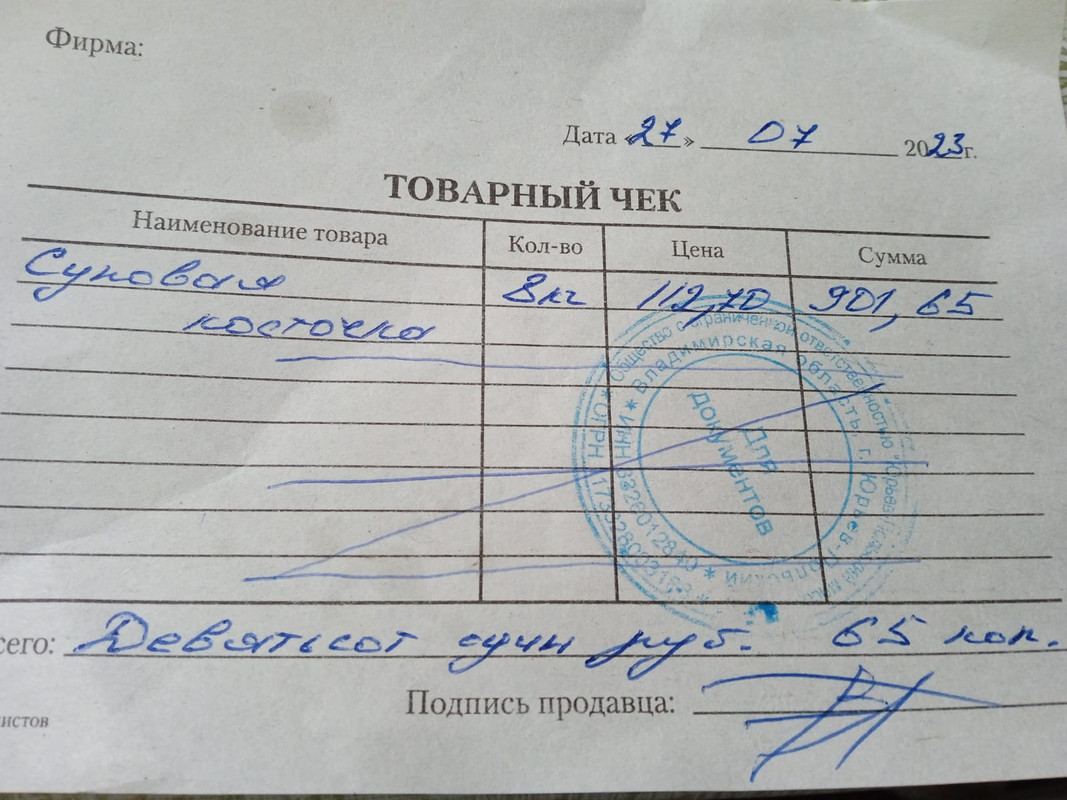 Фирма:
Дата «27» 07 2023г.
ТОВАРНЫЙ ЧЕК
Наименование товара Кол-во Цена Сумма
Суповая 8кг 112,70 901,65
косточка
Общество с ограниченной ответственностью "Юрьев-
Владимирская область, г. Юрьев-Польский * ИНН
* ОГРН
Для
документов
сего: Девятьсот один руб. 65 коп.
Подпись продавца:
истов